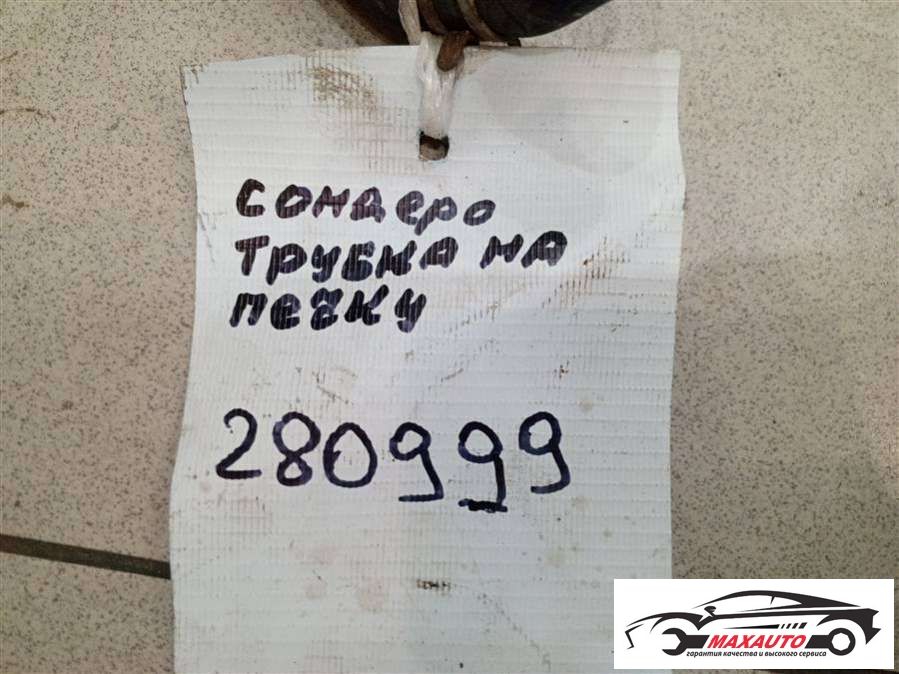 Сондеро
трубка на
печку
280999
MAXAUTO
гарантия качества и высокого сервиса